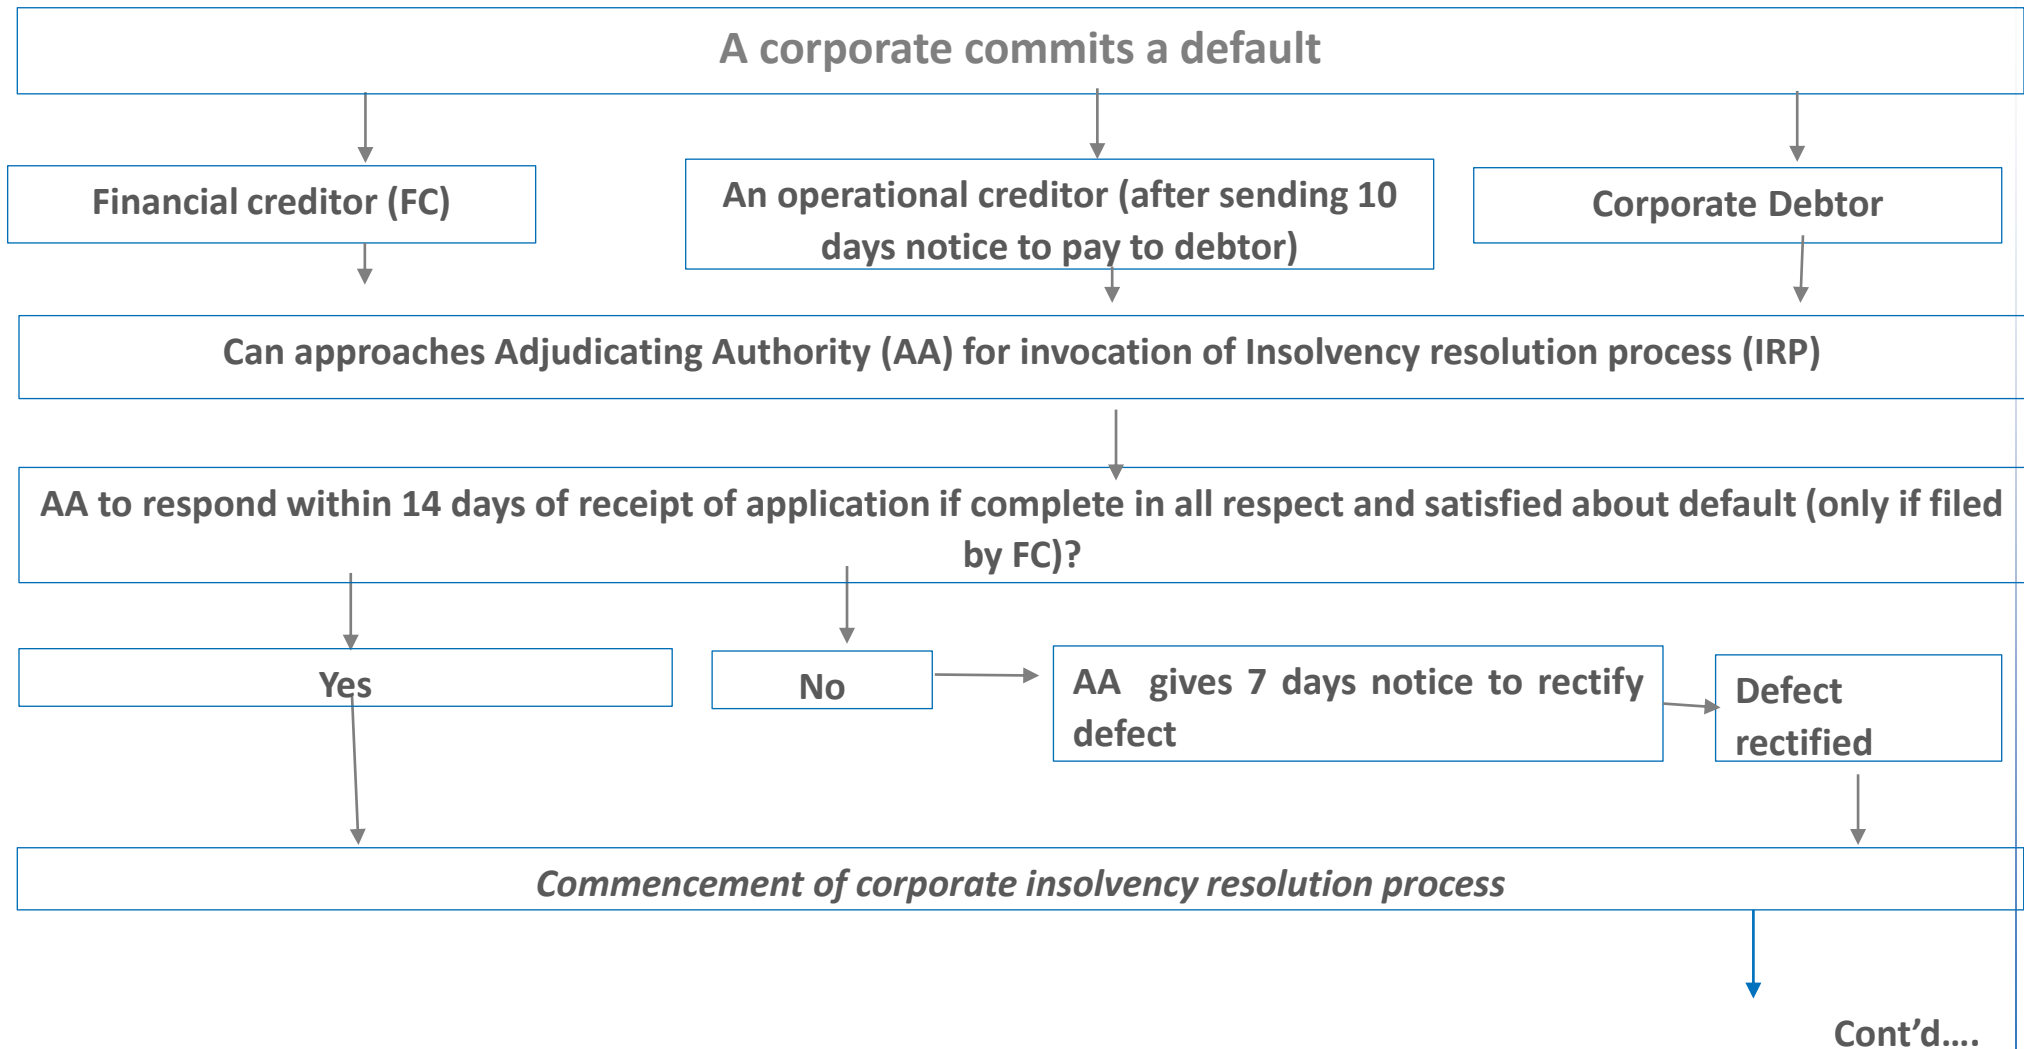 A corporate commits a default
Financial creditor (FC)
An operational creditor (after sending 10
days notice to pay to debtor)
Corporate Debtor
Can approaches Adjudicating Authority (AA) for invocation of Insolvency resolution process (IRP)
AA to respond within 14 days of receipt of application if complete in all respect and satisfied about default (only if filed
by FC)?
Yes
No
AA gives 7 days notice to rectify
defect
Defect
rectified
Commencement of corporate insolvency resolution process
Cont’d....